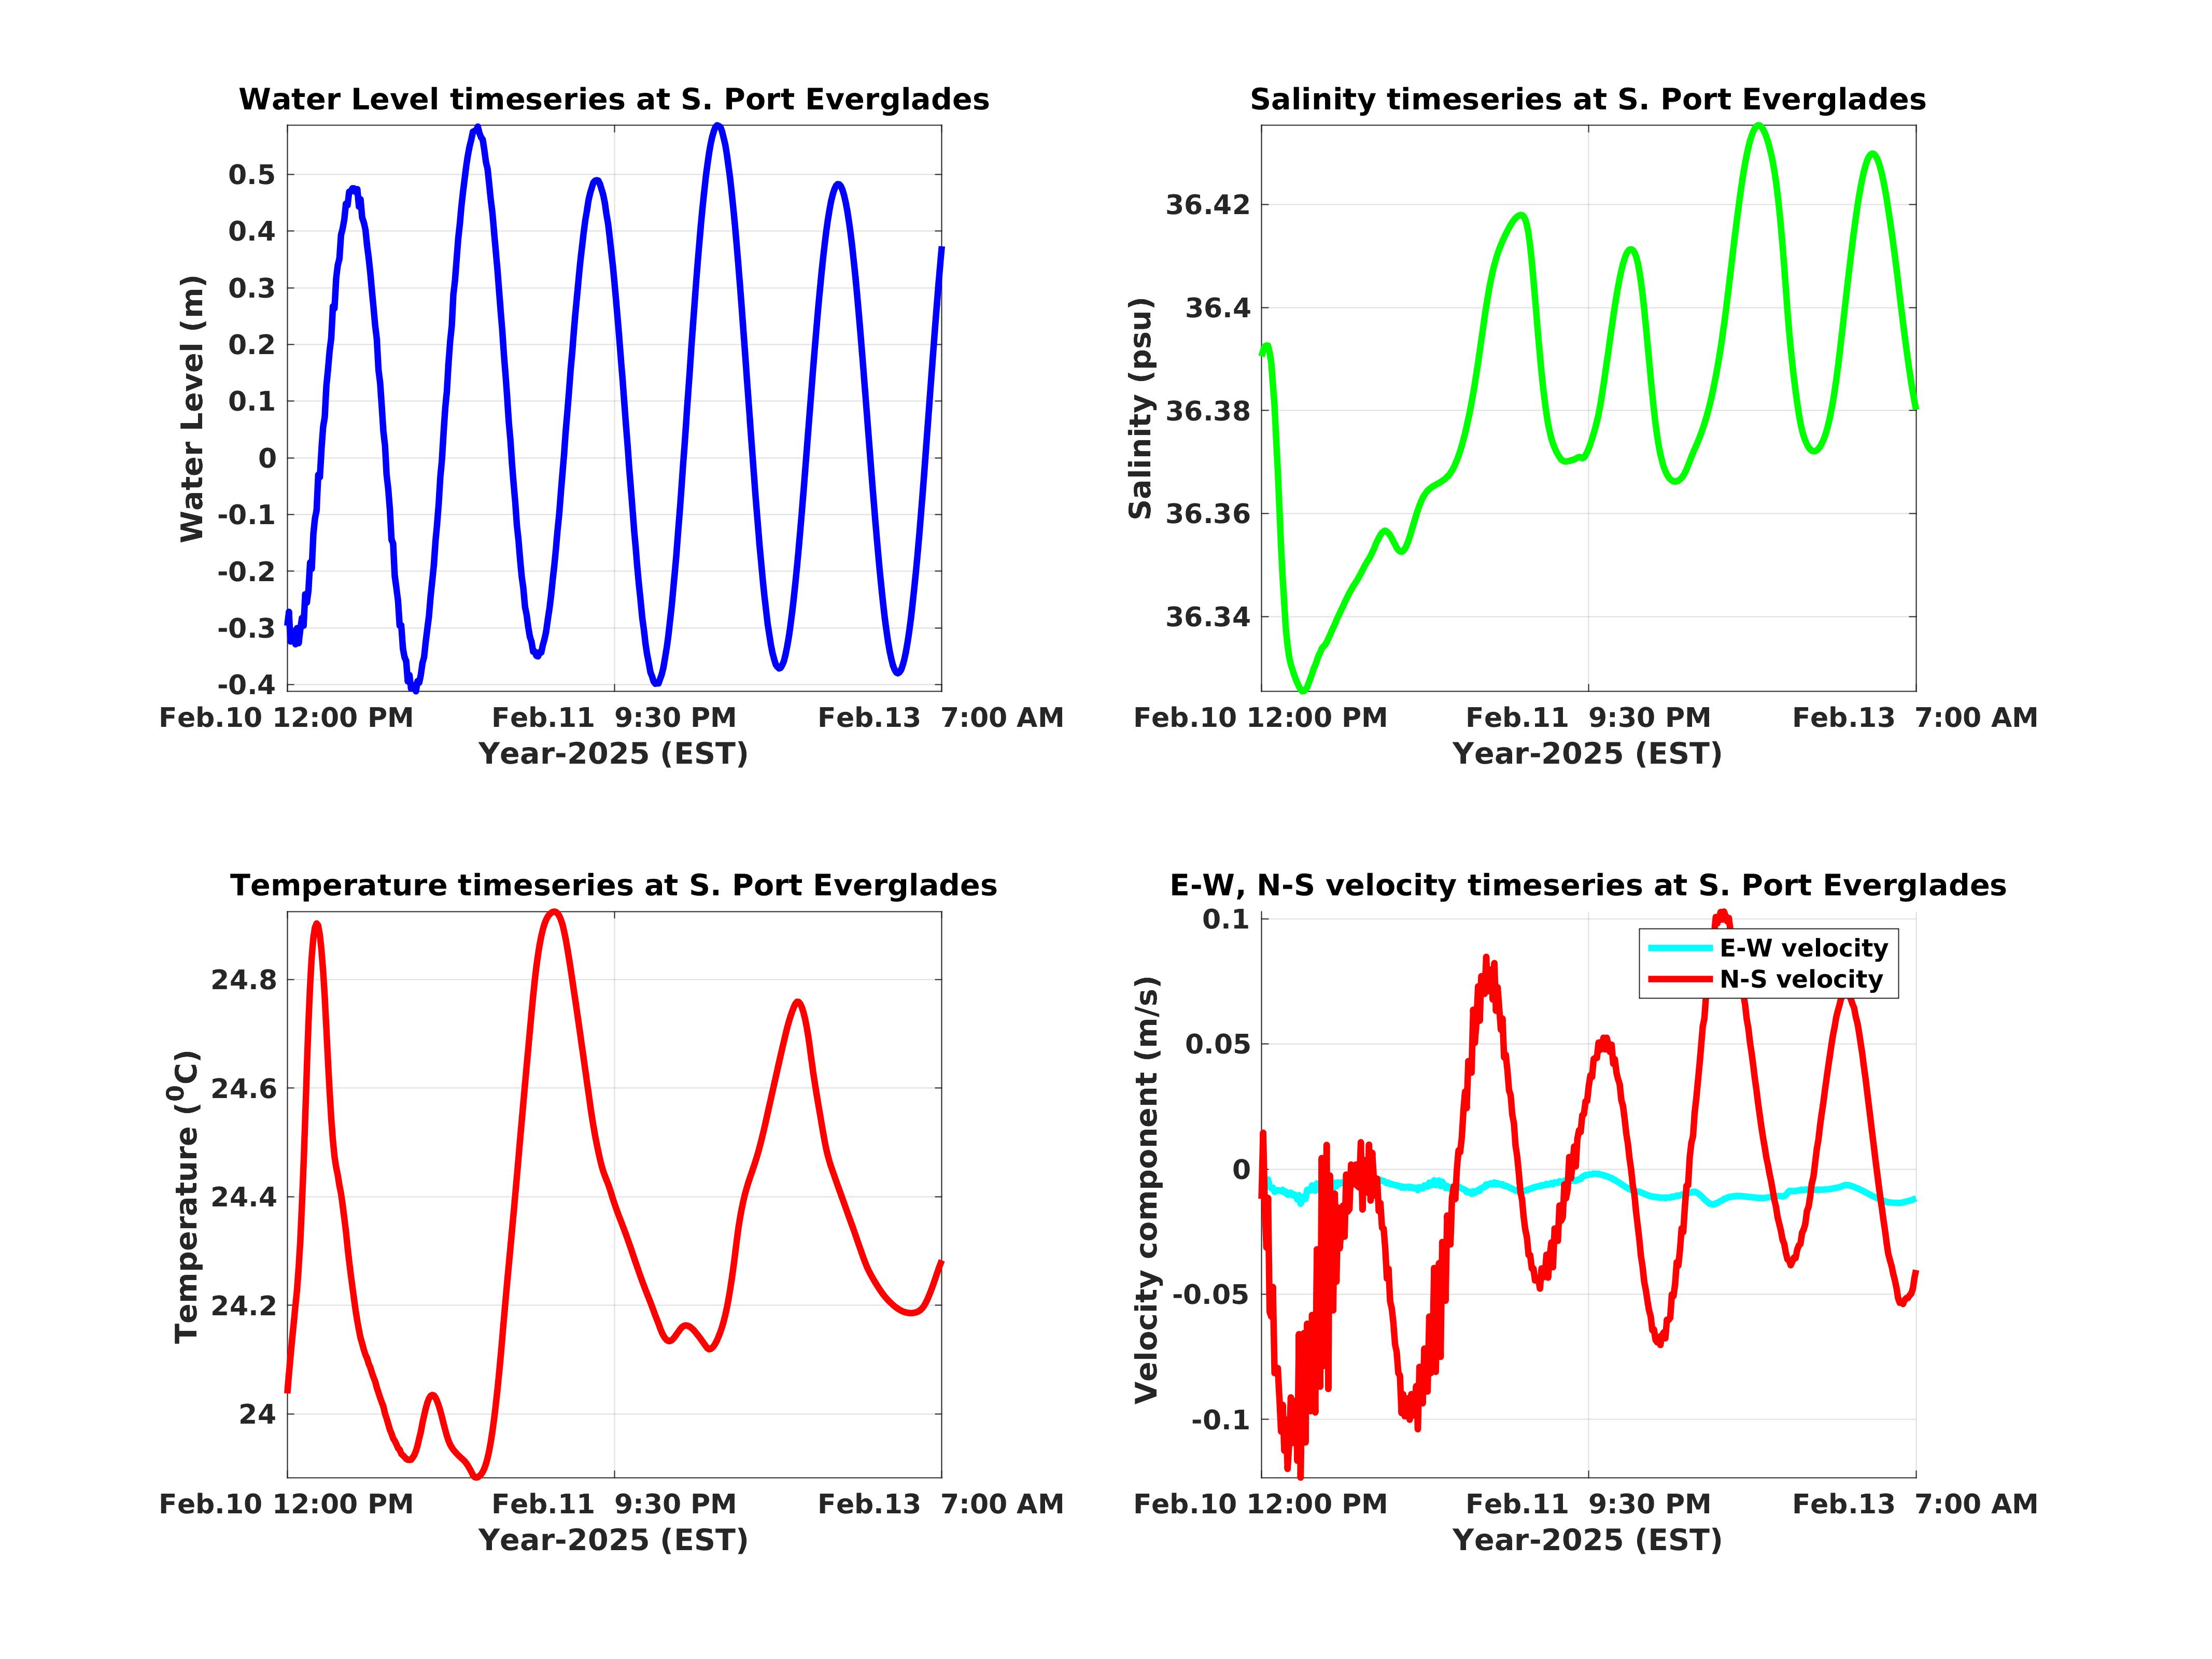 Water Level timeseries at S. Port Everglades
Water Level (m)
0.5
0.4
0.3
0.2
0.1
0
-0.1
-0.2
-0.3
-0.4
Feb.10 12:00 PM
Feb.11 9:30 PM
Feb.13 7:00 AM
Year-2025 (EST)
Salinity timeseries at S. Port Everglades
Salinity (psu)
36.42
36.4
36.38
36.36
36.34
Feb.10 12:00 PM
Feb.11 9:30 PM
Feb.13 7:00 AM
Year-2025 (EST)
Temperature timeseries at S. Port Everglades
Temperature (⁰C)
24.8
24.6
24.4
24.2
24
Feb.10 12:00 PM
Feb.11 9:30 PM
Feb.13 7:00 AM
Year-2025 (EST)
E-W, N-S velocity timeseries at S. Port Everglades
Velocity component (m/s)
0.1
0.05
0
-0.05
-0.1
E-W velocity
N-S velocity
Feb.10 12:00 PM
Feb.11 9:30 PM
Feb.13 7:00 AM
Year-2025 (EST)